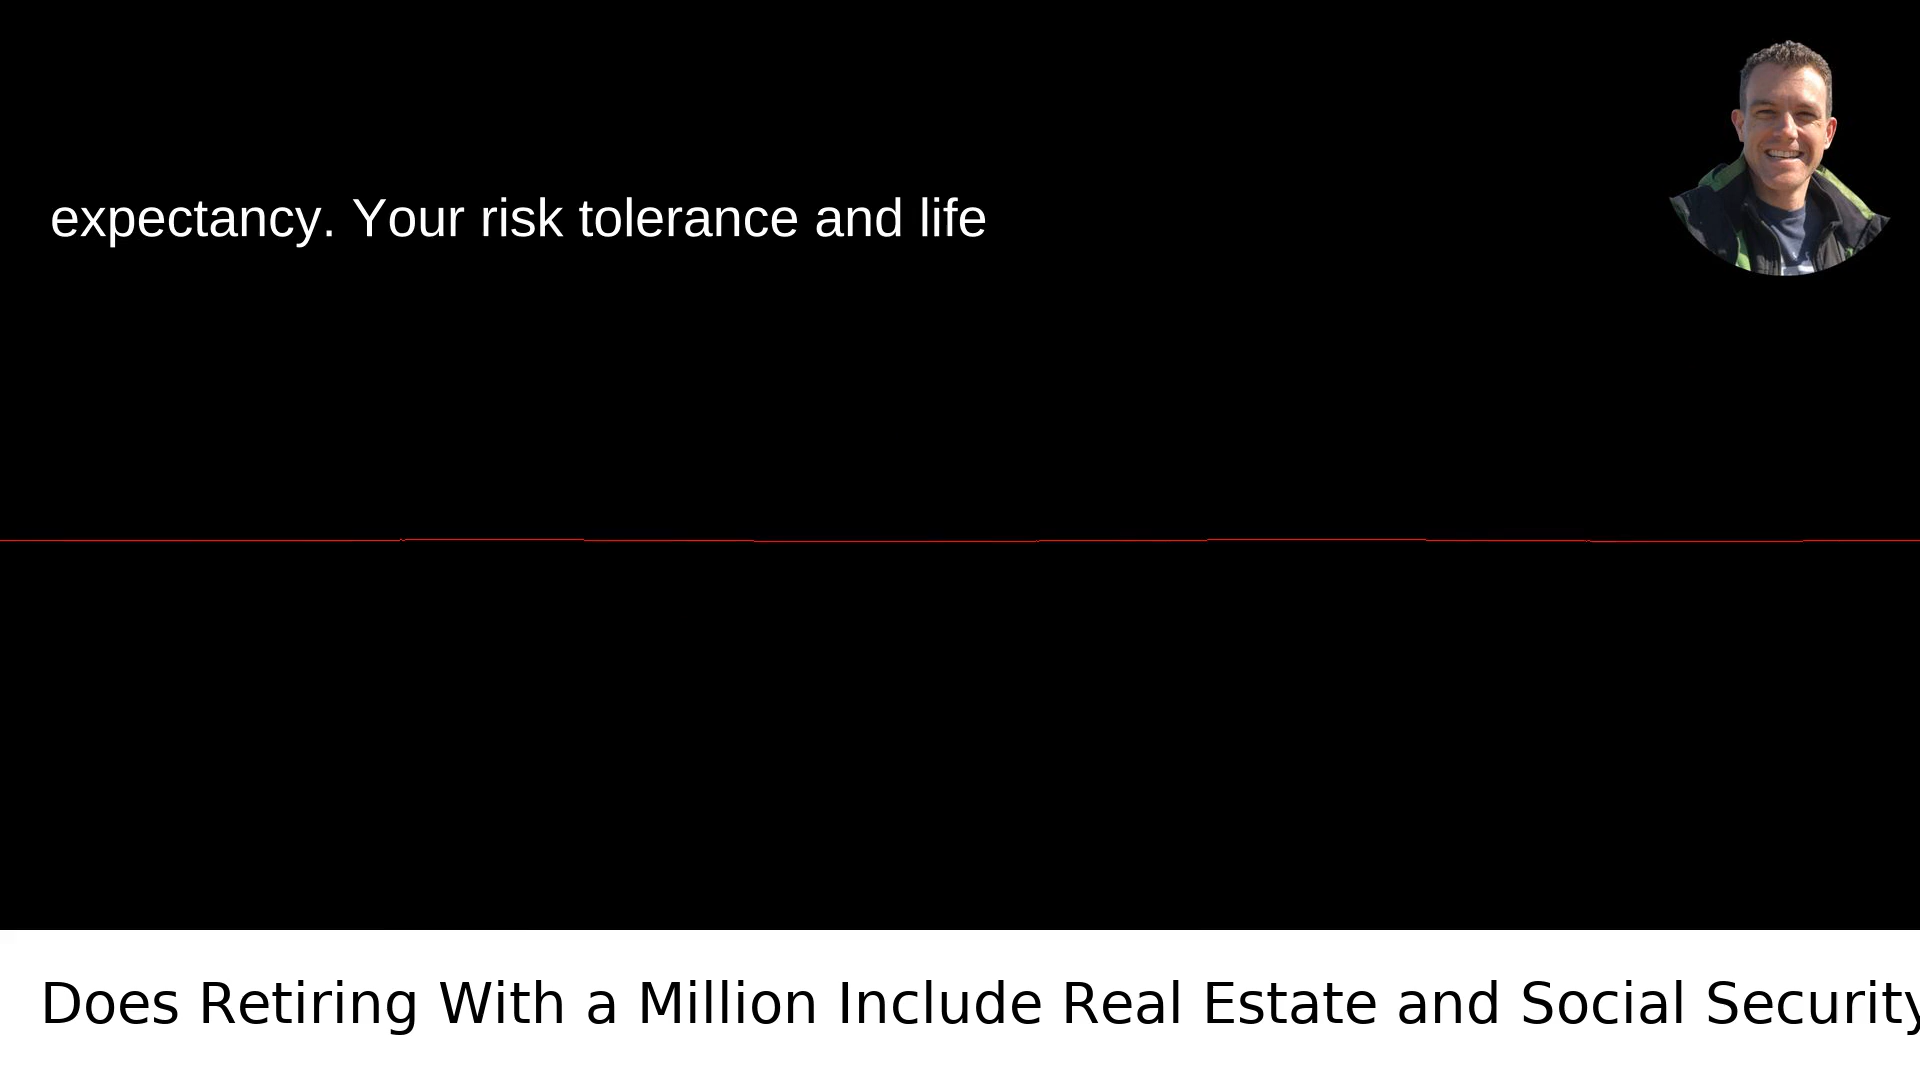 expectancy. Your risk tolerance and life
Does Retiring With a Million Include Real Estate and Social Security